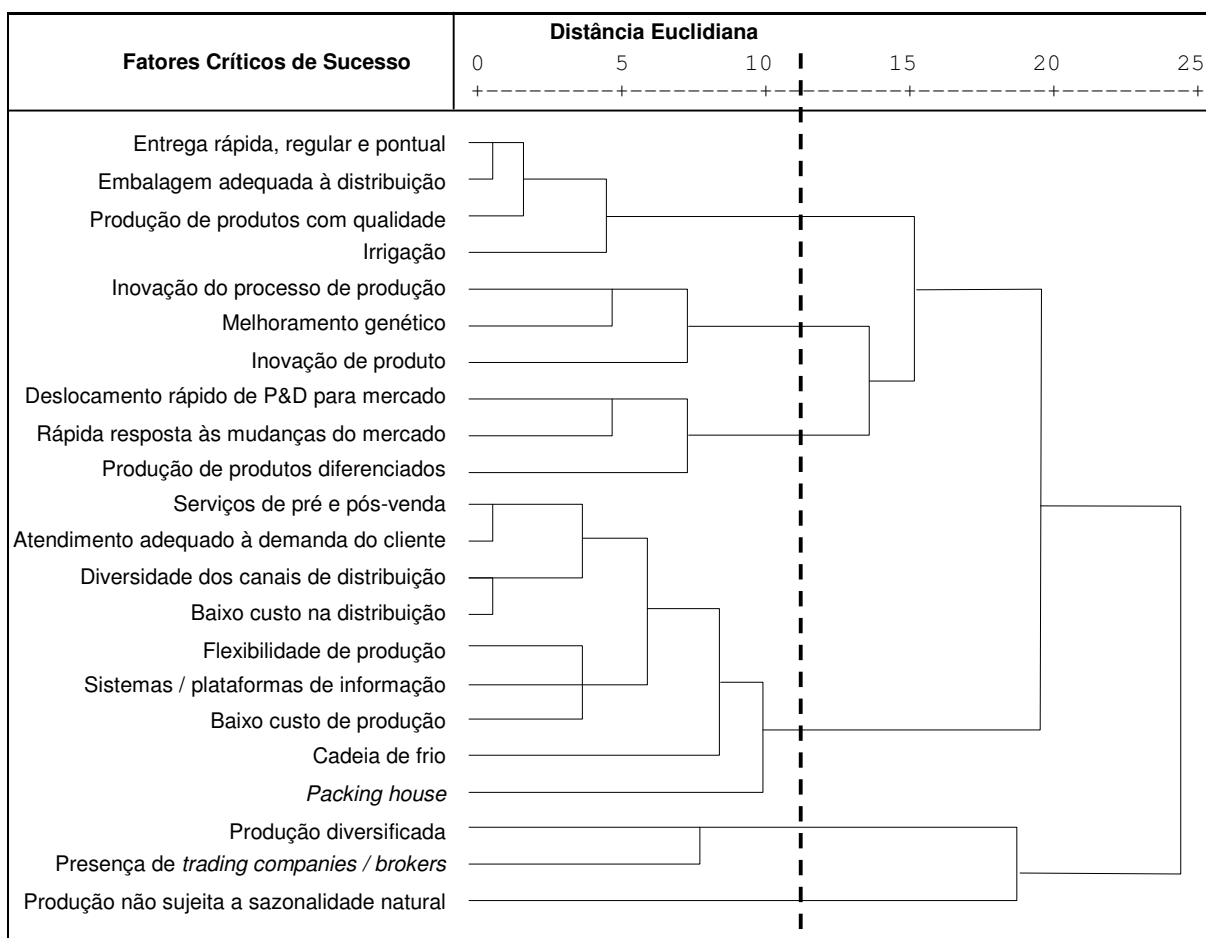 Distância Euclidiana
Fatores Críticos de Sucesso
0 5 10 15 20 25
+---------+---------+---------+---------+---------+
Entrega rápida, regular e pontual
Embalagem adequada à distribuição
Produção de produtos com qualidade
Irrigação
Inovação do processo de produção
Melhoramento genético
Inovação de produto
Deslocamento rápido de P&D para mercado
Rápida resposta às mudanças do mercado
Produção de produtos diferenciados
Serviços de pré e pós-venda
Atendimento adequado à demanda do cliente
Diversidade dos canais de distribuição
Baixo custo na distribuição
Flexibilidade de produção
Sistemas / plataformas de informação
Baixo custo de produção
Cadeia de frio
Packing house
Produção diversificada
Presença de trading companies / brokers
Produção não sujeita a sazonalidade natural